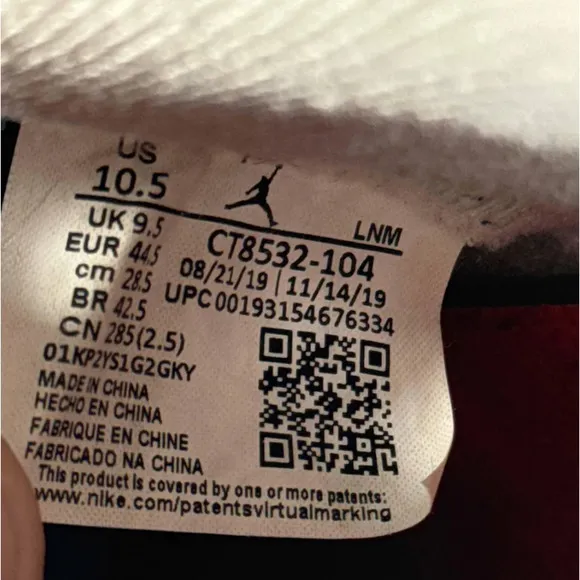 US
10.5
LNM
UK 9.5
CT8532-104
EUR 44.5
08/21/19 | 11/14/19
cm 28.5
UPC 00193154676334
BR 42.5
CN 285(2.5)
01KP2YS1G2GKY
MADE IN CHINA
HECHO EN CHINA
FABRIQUE EN CHINE
FABRICADO NA CHINA
This product is covered by one or more patents:
www.nike.com/patentsvirtualmarking